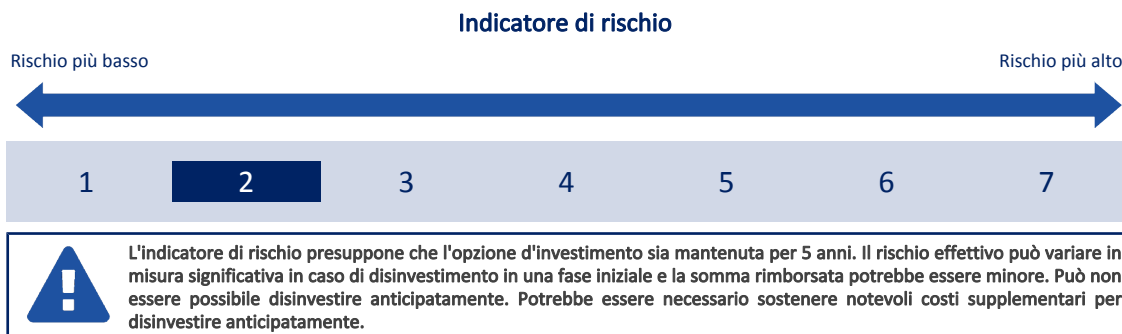 Indicatore di rischio
Rischio più basso
Rischio più alto
1 2 3 4 5 6 7
L'indicatore di rischio presuppone che l'opzione d'investimento sia mantenuta per 5 anni. Il rischio effettivo può variare in
misura significativa in caso di disinvestimento in una fase iniziale e la somma rimborsata potrebbe essere minore. Può non
essere possibile disinvestire anticipatamente. Potrebbe essere necessario sostenere notevoli costi supplementari per
disinvestire anticipatamente.